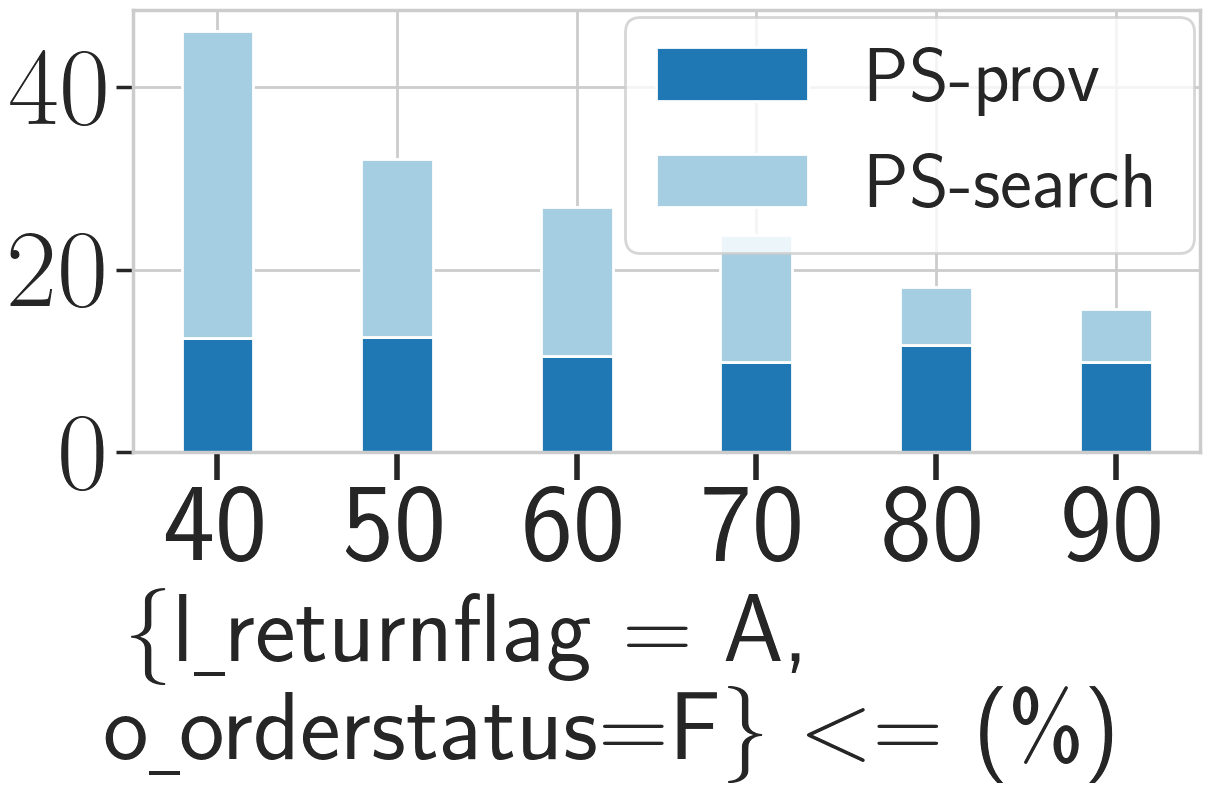 40
20
0
PS-prov
PS-search
40 50 60 70 80 90
{l_returnflag = A,
o_orderstatus=F} <= (%)